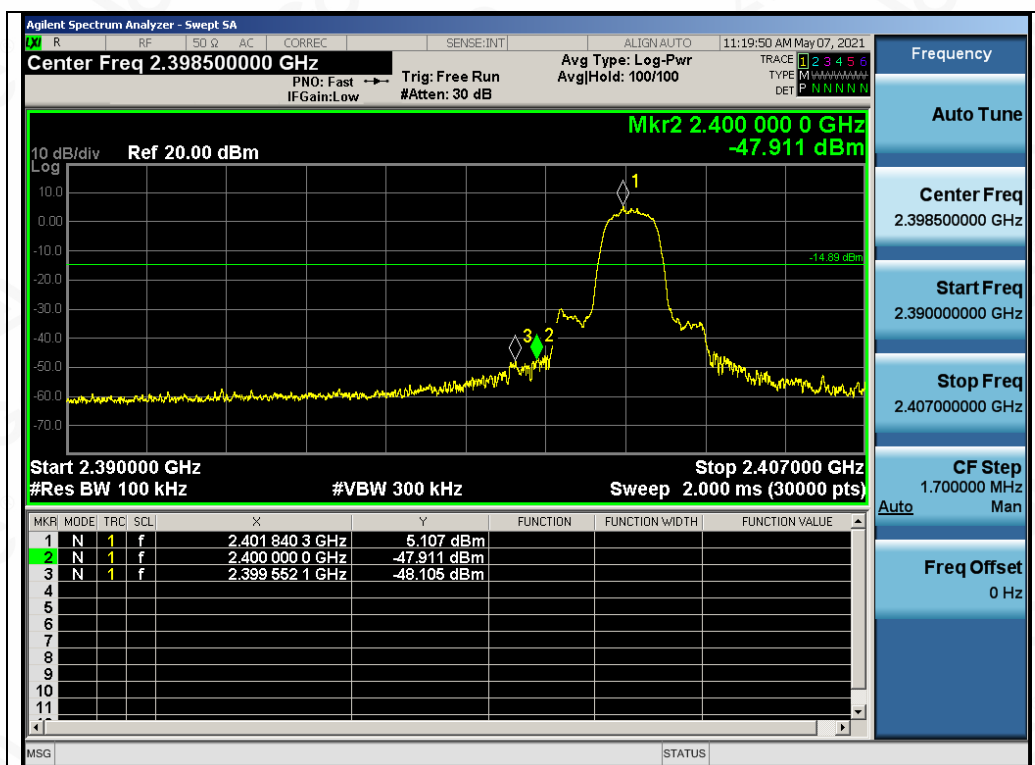 Agilent Spectrum Analyzer - Swept SA
LXI R RF 50 Ω AC CORREC SENSE:INT ALIGN AUTO 11:19:50 AM May 07, 2021
Center Freq 2.398500000 GHz
PNO: Fast
IFGain:Low
Trig: Free Run
#Atten: 30 dB
Avg Type: Log-Pwr
Avg|Hold: 100/100
TRACE 1 2 3 4 5 6
TYPE M
DET P N N N N N
Mkr2 2.400 000 0 GHz
-47.911 dBm
10 dB/div Ref 20.00 dBm
Log
10.0
0.00
-10.0
-20.0
-30.0
-40.0
-50.0
-60.0
-70.0
1
-14.89 dBm
3 2
Start 2.390000 GHz Stop 2.407000 GHz
#Res BW 100 kHz #VBW 300 kHz Sweep 2.000 ms (30000 pts)
MKR MODE TRC SCL X Y FUNCTION FUNCTION WIDTH FUNCTION VALUE
1 N 1 f 2.401 840 3 GHz 5.107 dBm
2 N 1 f 2.400 000 0 GHz -47.911 dBm
3 N 1 f 2.399 552 1 GHz -48.105 dBm
4
5
6
7
8
9
10
11
MSG STATUS
Frequency
Auto Tune
Center Freq
2.398500000 GHz
Start Freq
2.390000000 GHz
Stop Freq
2.407000000 GHz
CF Step
1.700000 MHz
Auto Man
Freq Offset
0 Hz